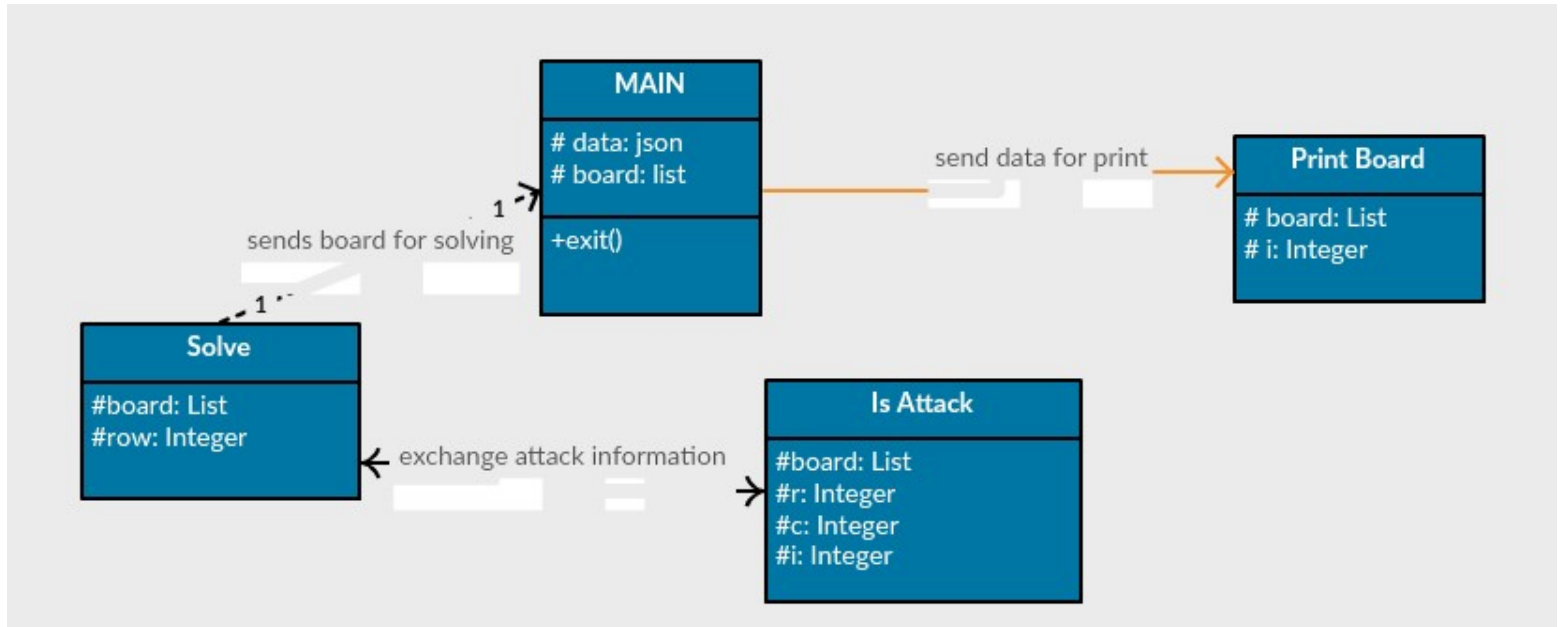 MAIN
# data: json
# board: list
+exit()
send data for print
Print Board
# board: List
# i: Integer
1
sends board for solving
1
Solve
#board: List
#row: Integer
exchange attack information
Is Attack
#board: List
#r: Integer
#c: Integer
#i: Integer